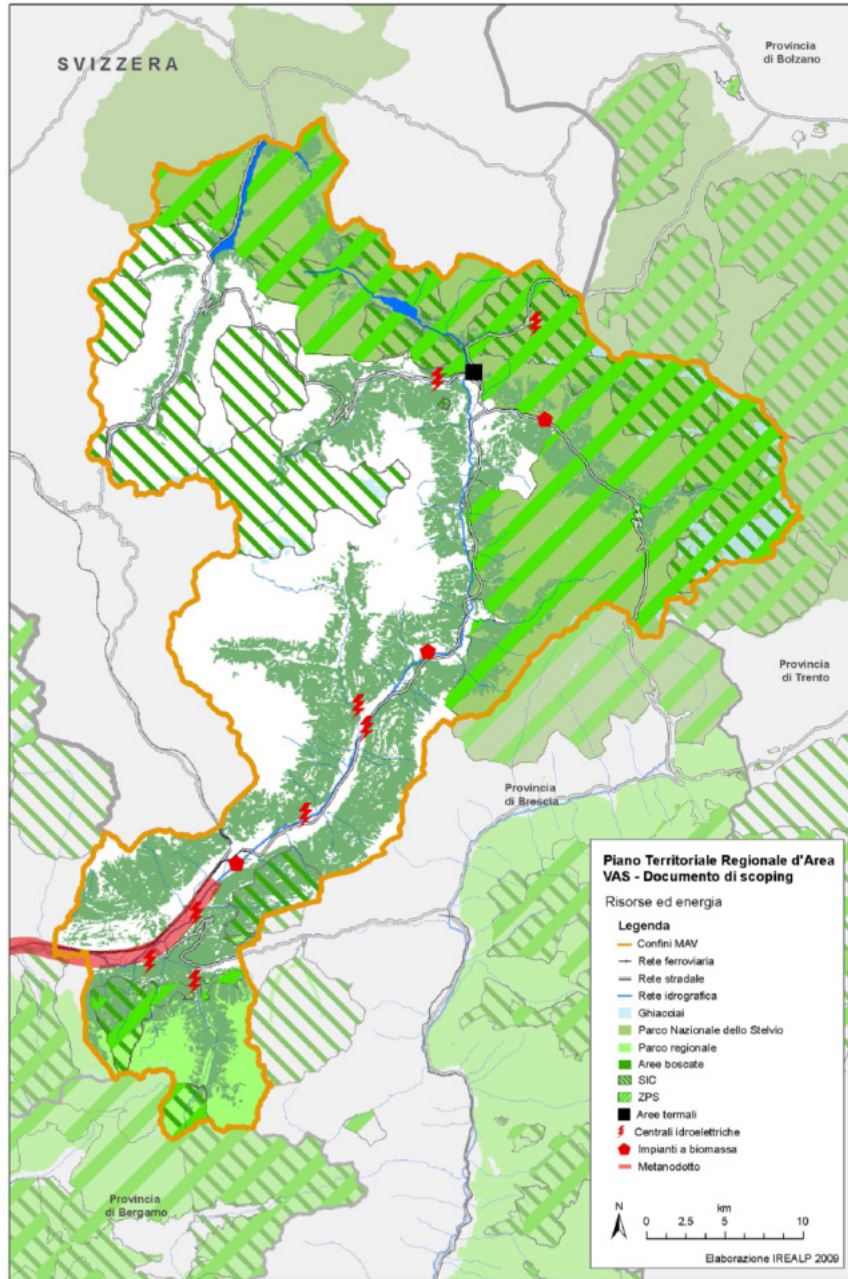 SVIZZERA
Provincia
di Bolzano
Provincia
di Trento
Provincia
di Brescia
Provincia
di Bergamo
Piano Territoriale Regionale d'Area
VAS - Documento di scoping
Risorse ed energia
Legenda
Confini MAV
Rete ferroviaria
Rete stradale
Rete idrografica
Ghiacciai
Parco Nazionale dello Stelvio
Parco regionale
Aree boscate
SIC
ZPS
Aree termali
Centrali idroelettriche
Impianti a biomassa
Metanodotto
N
km
0 2.5 5 10
Elaborazione IREALP 2009